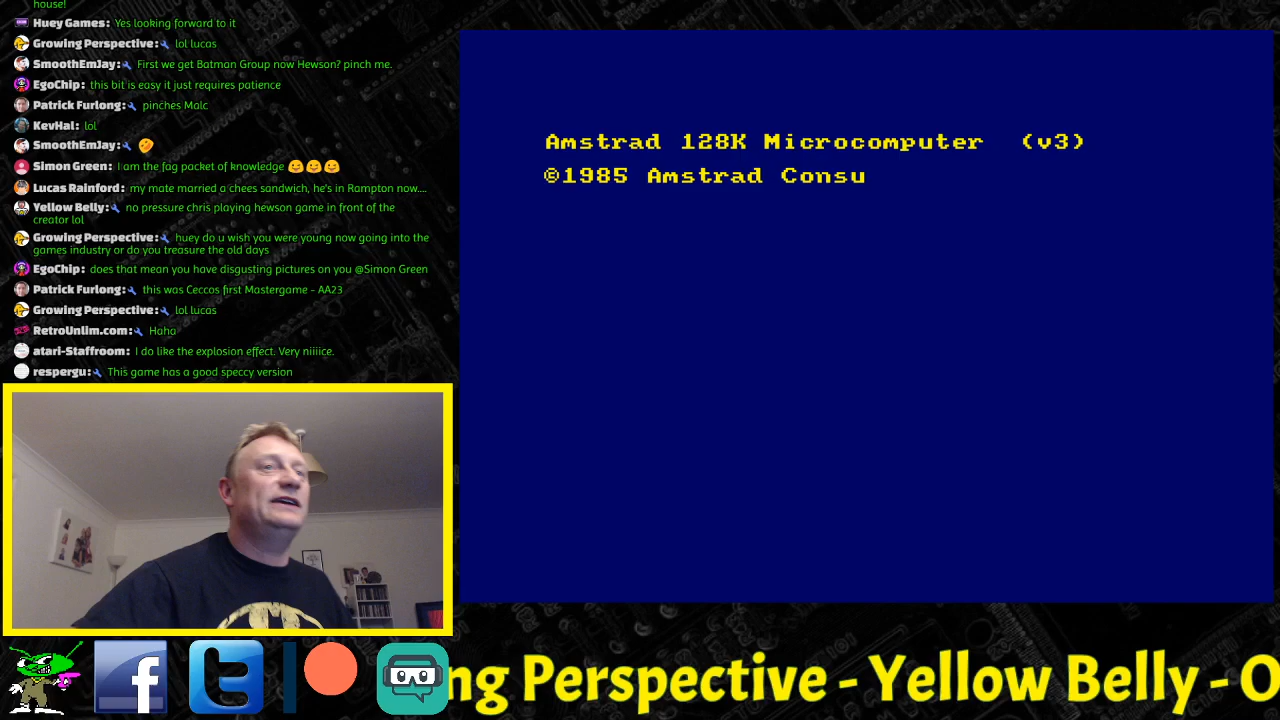 house!
Huey Games: Yes looking forward to it
Growing Perspective: lol lucas
SmoothEmJay: First we get Batman Group now Hewson? pinch me.
EgoChip: this bit is easy it just requires patience
Patrick Furlong: pinches Malc
KevHal: lol
SmoothEmJay:
Simon Green: I am the fag packet of knowledge 🤗🤗🤗
Lucas Rainford: my mate married a chees sandwich, he's in Rampton now....
Yellow Belly: no pressure chris playing hewson game in front of the
creator lol
Growing Perspective: huey do u wish you were young now going into the
games industry or do you treasure the old days
EgoChip: does that mean you have disgusting pictures on you @Simon Green
Patrick Furlong: this was Ceccos first Mastergame - AA23
Growing Perspective: lol lucas
RetroUnlim.com: Haha
atari-Staffroom: I do like the explosion effect. Very niiiice.
respergu: This game has a good speccy version
Amstrad 128K Microcomputer (v3)
©1985 Amstrad Consu
ng Perspective - Yellow Belly - O